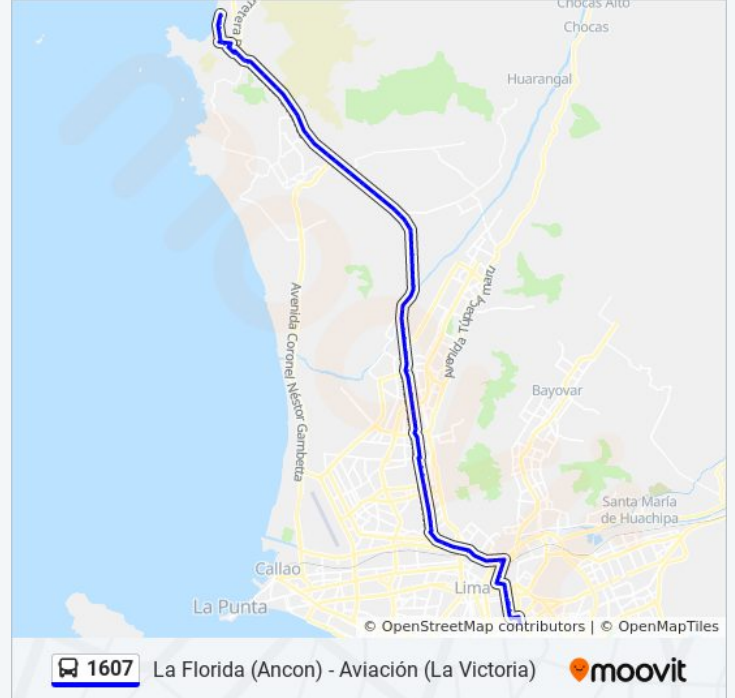 Chocas Alto
Chocas
rretera P
Huarangal
Avenida Túpac Amaru
Avenida Coronel Néstor Gambetta
Bayovar
Santa María
de Huachipa
Callao
Lima
La Punta
© OpenStreetMap contributors | © OpenMapTiles
1607 La Florida (Ancon) - Aviación (La Victoria) moovit